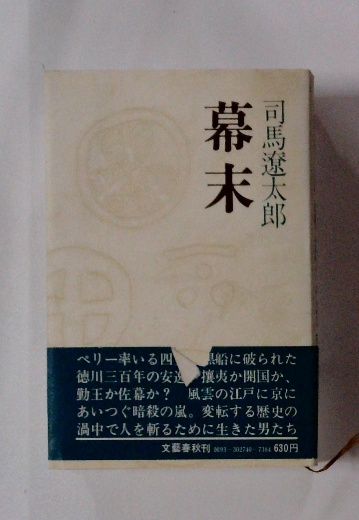 司馬遼太郎
幕末
ペリー率いる四 黒船に破られた
徳川三百年の安 攘夷か開国か、
勤王か佐幕か? 風雲の江戸に京に
あいつぐ暗殺の嵐。変転する歴史の
渦中で人を斬るために生きた男たち
文藝春秋刊 0093-302740-7384 630円